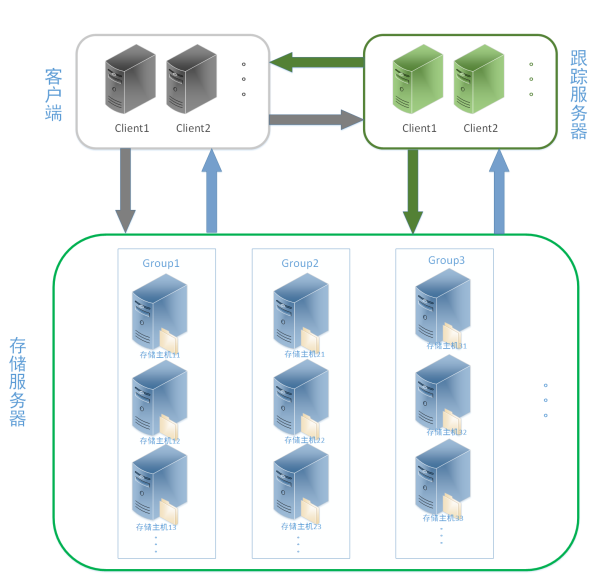 客户端
Client1
Client2
Client1
Client2
跟踪服务器
存储服务器
Group1
存储主机11
存储主机12
存储主机13
Group2
存储主机21
存储主机22
存储主机23
Group3
存储主机31
存储主机32
存储主机33